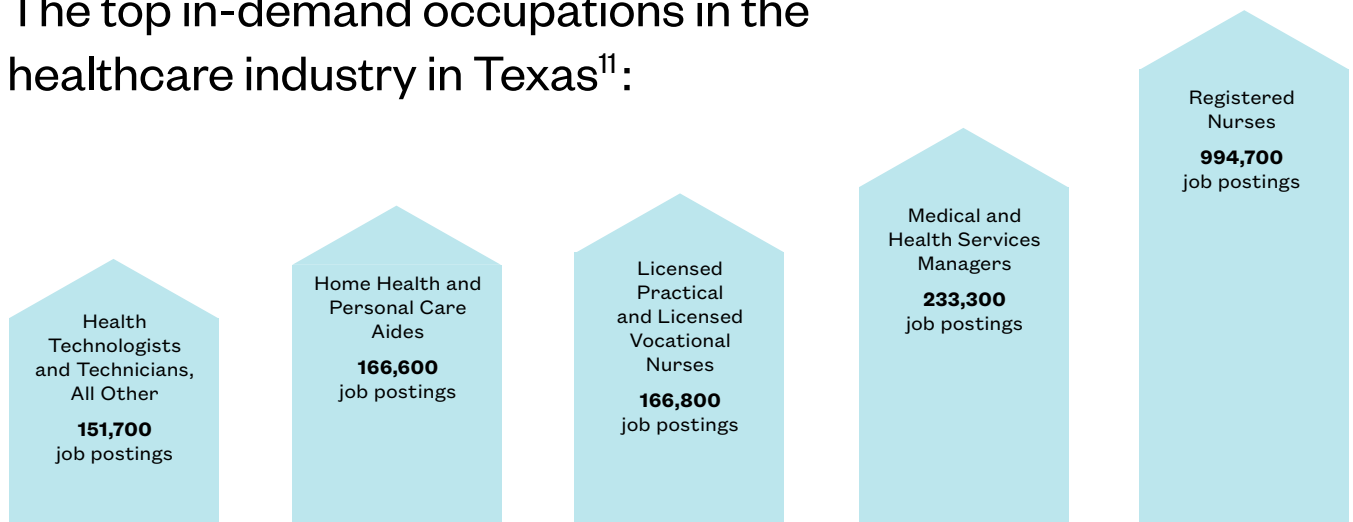 The top in-demand occupations in the
healthcare industry in Texas¹¹:
Health
Technologists
and Technicians,
All Other
151,700
job postings
Home Health and
Personal Care
Aides
166,600
job postings
Licensed
Practical
and Licensed
Vocational
Nurses
166,800
job postings
Medical and
Health Services
Managers
233,300
job postings
Registered
Nurses
994,700
job postings